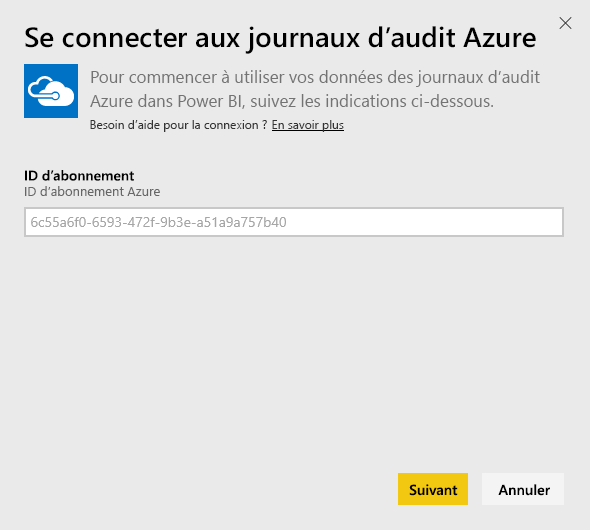 Se connecter aux journaux d’audit Azure
Pour commencer à utiliser vos données des journaux d’audit
Azure dans Power BI, suivez les indications ci-dessous.
Besoin d’aide pour la connexion ? En savoir plus
ID d’abonnement
ID d’abonnement Azure
6c55a6f0-6593-472f-9b3e-a51a9a757b40
Suivant
Annuler